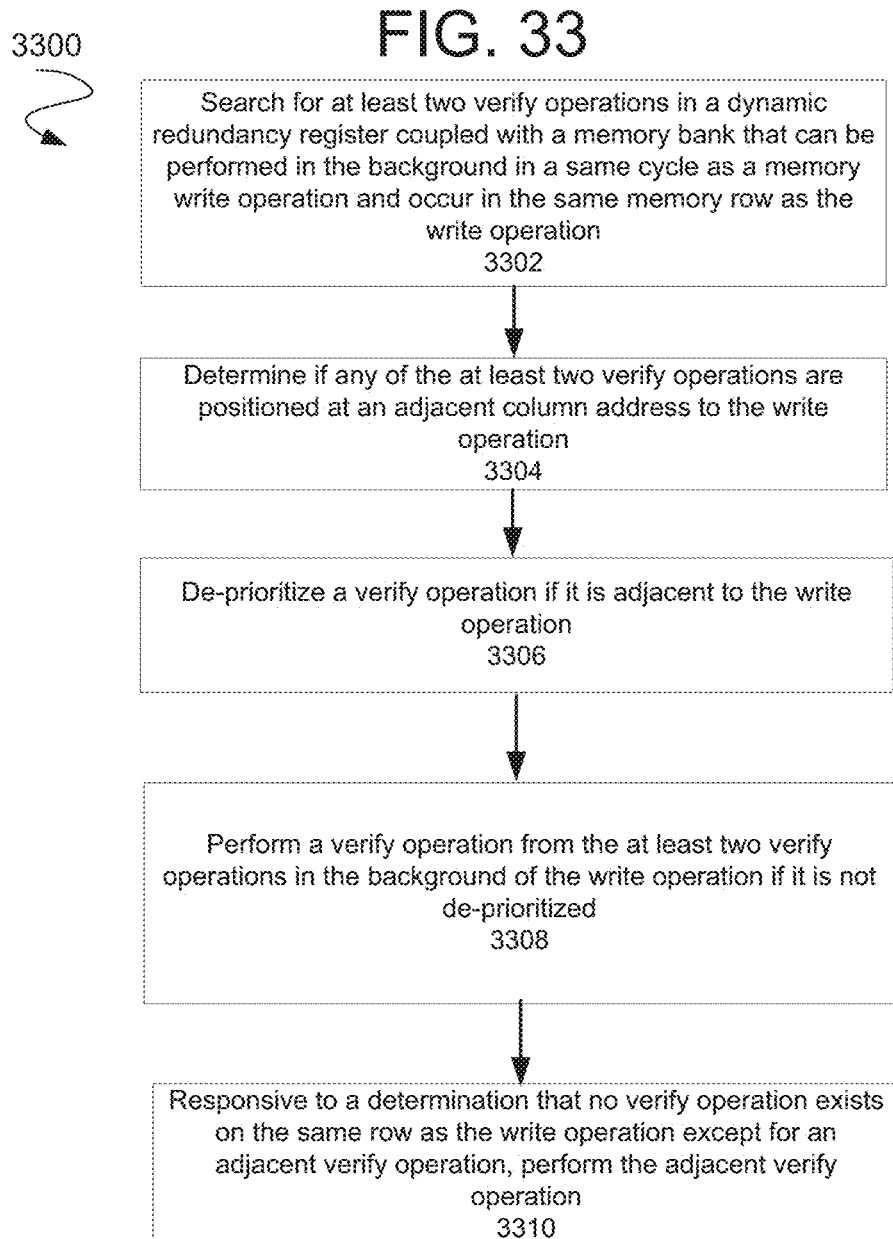 FIG. 33
3300
Search for at least two verify operations in a dynamic
redundancy register coupled with a memory bank that can be
performed in the background in a same cycle as a memory
write operation and occur in the same memory row as the
write operation
3302
Determine if any of the at least two verify operations are
positioned at an adjacent column address to the write
operation
3304
De-prioritize a verify operation if it is adjacent to the write
operation
3306
Perform a verify operation from the at least two verify
operations in the background of the write operation if it is not
de-prioritized
3308
Responsive to a determination that no verify operation exists
on the same row as the write operation except for an
adjacent verify operation, perform the adjacent verify
operation
3310